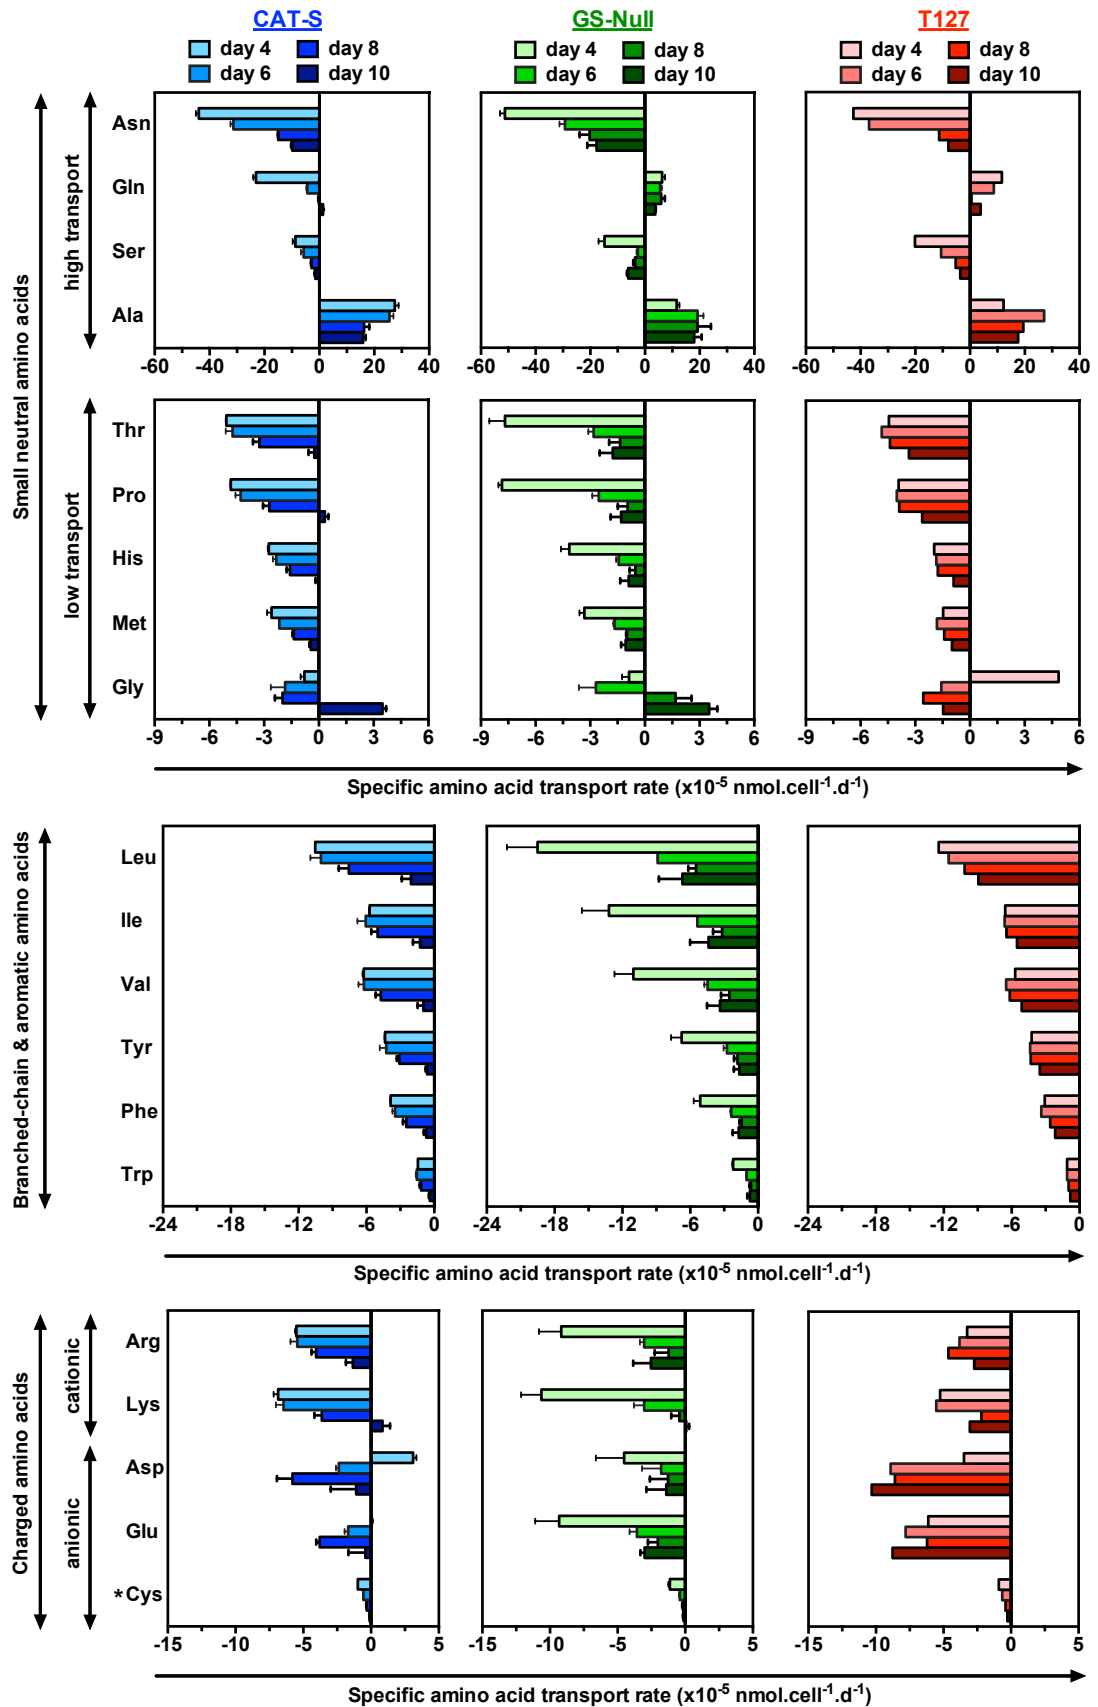 CAT-S
GS-Null
T127
day 4
day 8
day 6
day 10
day 4
day 8
day 6
day 10
day 4
day 8
day 6
day 10
Small neutral amino acids
high transport
Asn
Gln
Ser
Ala
-60 -40 -20 0 20 40
-60 -40 -20 0 20 40
-60 -40 -20 0 20 40
low transport
Thr
Pro
His
Met
Gly
-9 -6 -3 0 3 6
-9 -6 -3 0 3 6
-9 -6 -3 0 3 6
Specific amino acid transport rate (x10⁻⁵ nmol.cell⁻¹.d⁻¹)
Branched-chain & aromatic amino acids
Leu
Ile
Val
Tyr
Phe
Trp
-24 -18 -12 -6 0
-24 -18 -12 -6 0
-24 -18 -12 -6 0
Specific amino acid transport rate (x10⁻⁵ nmol.cell⁻¹.d⁻¹)
Charged amino acids
cationic
Arg
Lys
anionic
Asp
Glu
*Cys
-15 -10 -5 0 5
-15 -10 -5 0 5
-15 -10 -5 0 5
Specific amino acid transport rate (x10⁻⁵ nmol.cell⁻¹.d⁻¹)